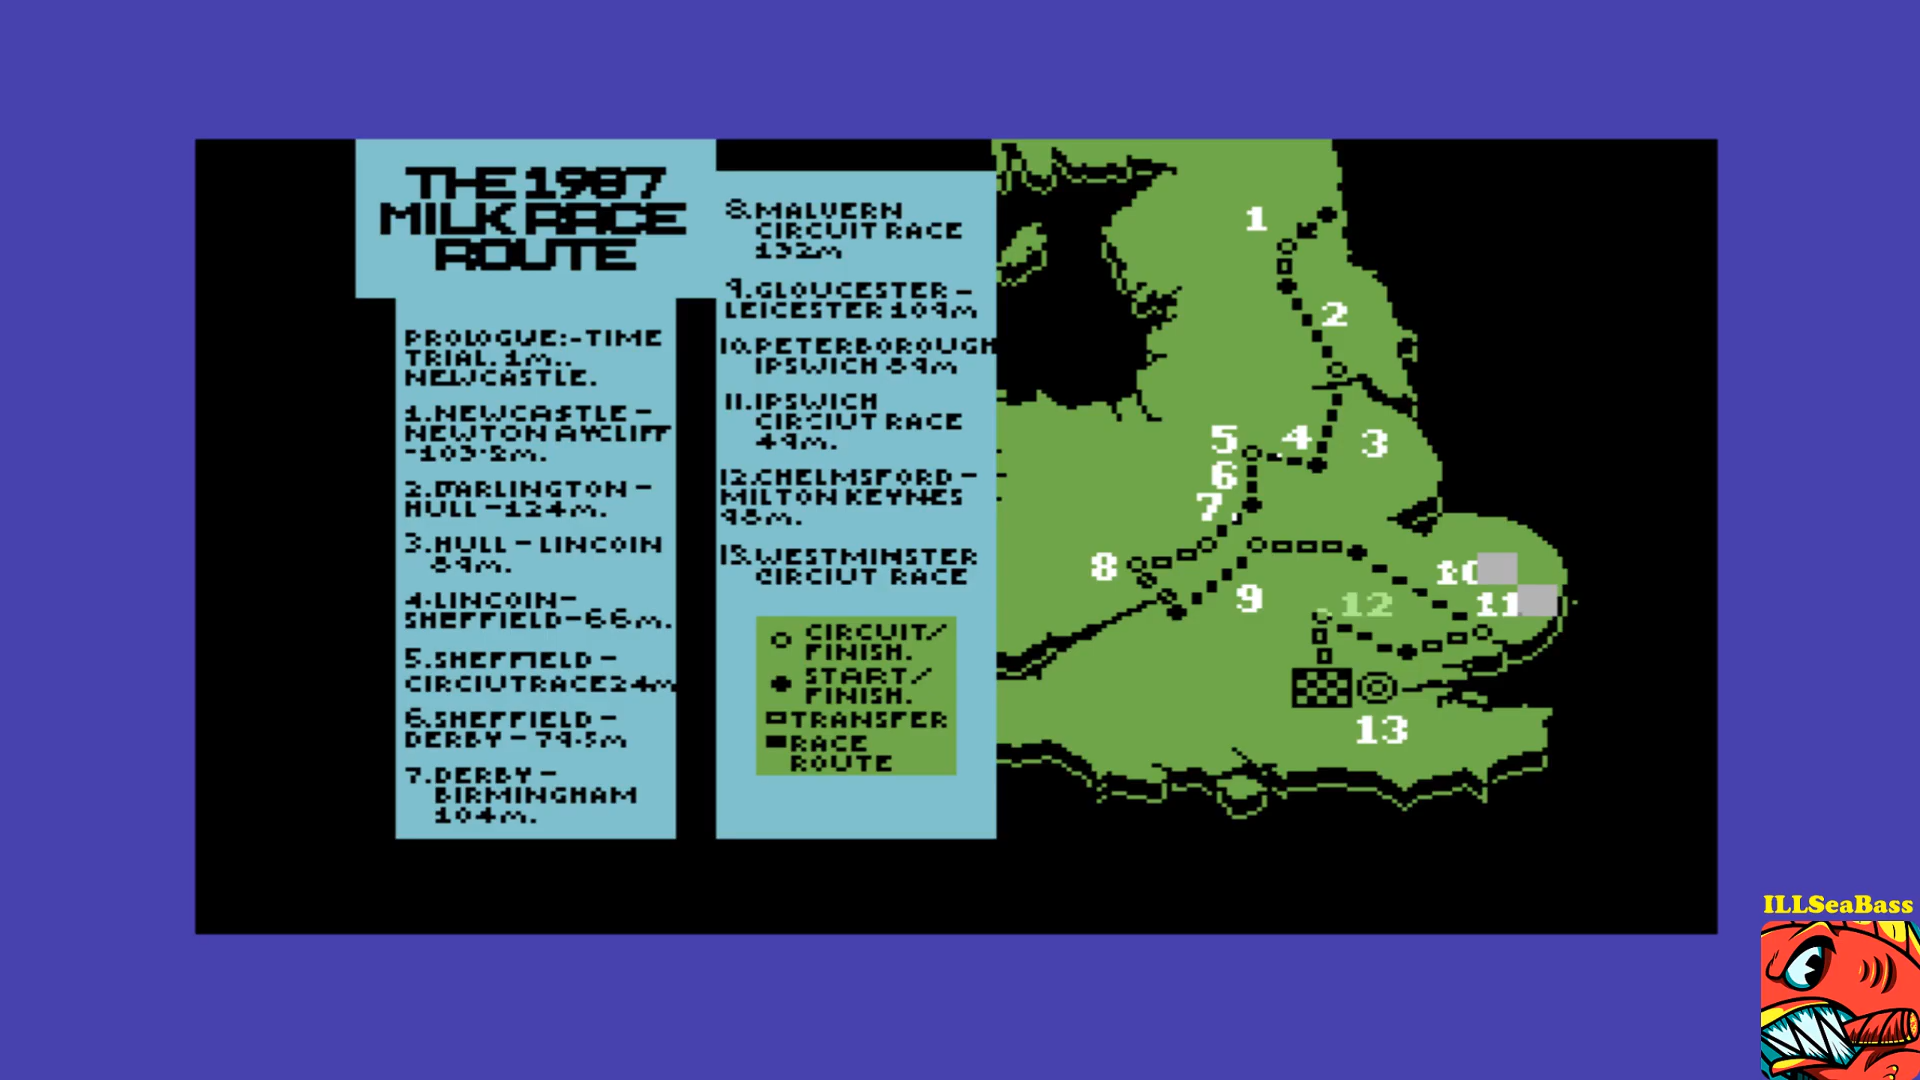 THE 1987
MILK RACE
ROUTE
PROLOGUE:-TIME
TRIAL. 1m..
NEWCASTLE.
1.NEWCASTLE -
NEWTON AYCLIFF
-103·2m.
2.DARLINGTON -
HULL -124m.
3.HULL - LINCOIN
89m.
4.LINCOIN-
SHEFFIELD-66m.
5.SHEFFIELD -
CIRCIUTRACE24m
6.SHEFFIELD -
DERBY - 79·5m
7.DERBY -
BIRMINGHAM
104m.
8.MALVERN
CIRCUIT RACE
132m
9.GLOUCESTER -
LEICESTER 109m
10.PETERBOROUGH
IPSWICH 89m
11.IPSWICH
CIRCIUT RACE
49m.
12.CHELMSFORD -
MILTON KEYNES
98m.
13.WESTMINSTER
CIRCIUT RACE
CIRCUIT/
FINISH.
START/
FINISH.
TRANSFER
RACE
ROUTE
1
2
3
4
5
6
7.
8
9
10
11
12
13
ILLSeaBass